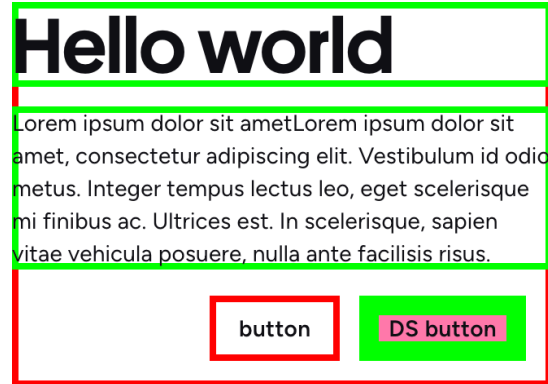 Hello world
Lorem ipsum dolor sit ametLorem ipsum dolor sit
amet, consectetur adipiscing elit. Vestibulum id odio
metus. Integer tempus lectus leo, eget scelerisque
mi finibus ac. Ultrices est. In scelerisque, sapien
vitae vehicula posuere, nulla ante facilisis risus.
button
DS button